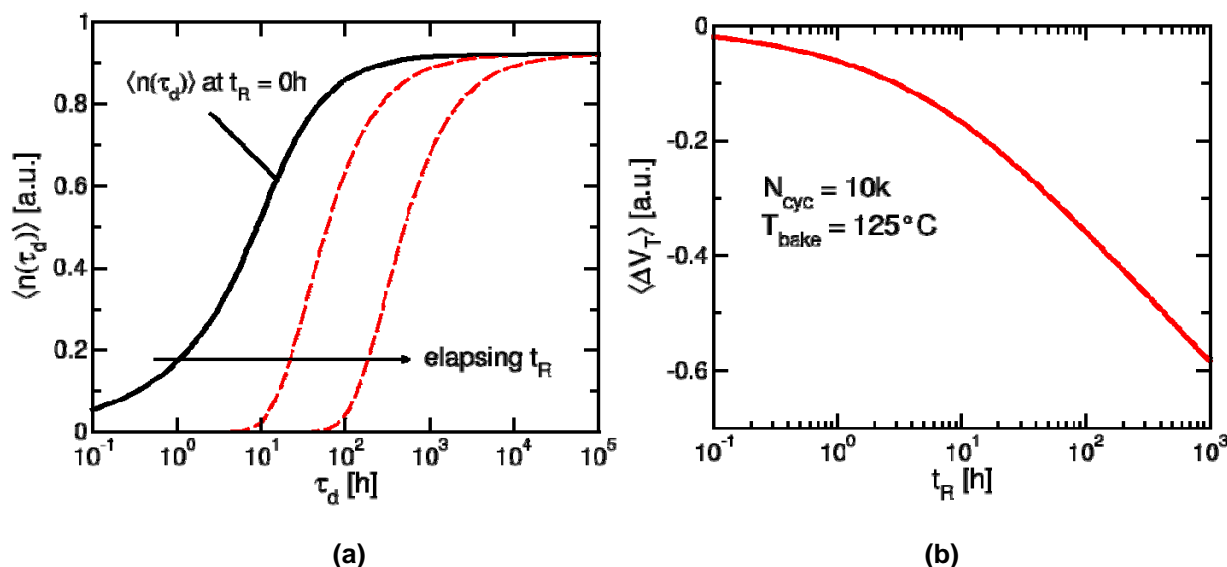 1
0.8
0.6
0.4
0.2
0
⟨n(τd)⟩ [a.u.]
⟨n(τd)⟩ at tR = 0h
elapsing tR
10⁻¹ 10⁰ 10¹ 10² 10³ 10⁴ 10⁵
τd [h]
(a)
0
-0.2
-0.4
-0.6
⟨ΔVT⟩ [a.u.]
Ncyc = 10k
Tbake = 125°C
10⁻¹ 10⁰ 10¹ 10² 10³
tR [h]
(b)